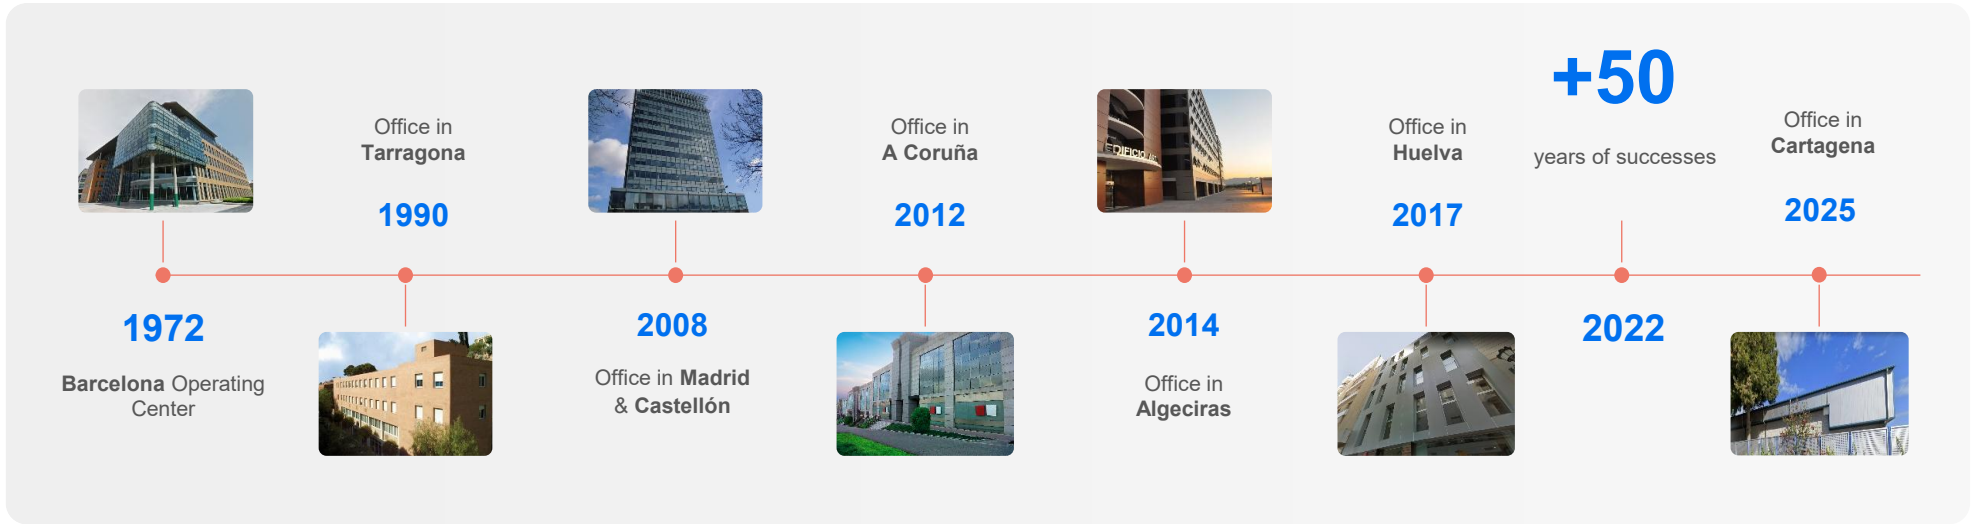 1972
Barcelona Operating
Center
Office in
Tarragona
1990
2008
Office in Madrid
& Castellón
Office in
A Coruña
2012
EDIFICIO
2014
Office in
Algeciras
Office in
Huelva
2017
+50
years of successes
2022
Office in
Cartagena
2025